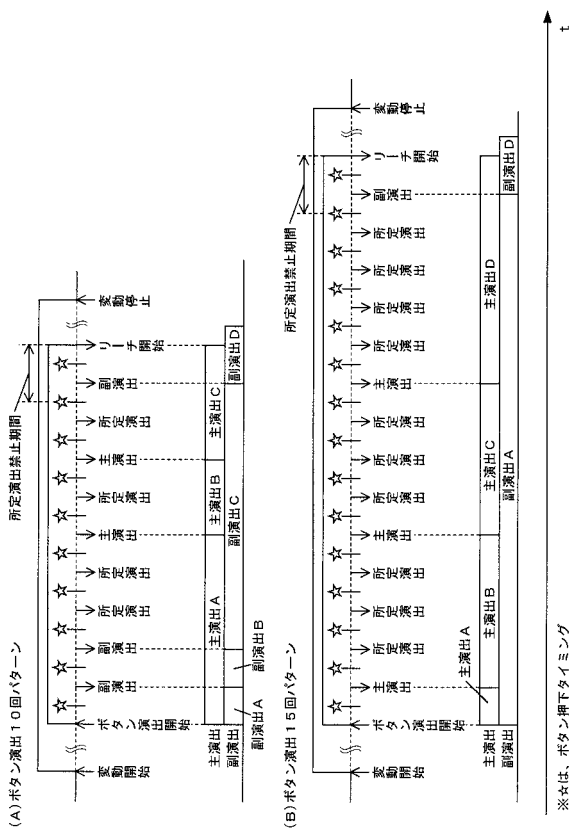 (A)ボタン演出10回パターン
所定演出禁止期間
変動開始
ボタン演出開始
副演出
副演出
所定演出
所定演出
主演出
所定演出
主演出
所定演出
副演出
リーチ開始
変動停止
主演出
主演出A
主演出B
主演出C
副演出
副演出A
副演出B
副演出C
副演出D
(B)ボタン演出15回パターン
所定演出禁止期間
変動開始
ボタン演出開始
主演出
所定演出
所定演出
所定演出
主演出
所定演出
所定演出
所定演出
主演出
所定演出
所定演出
所定演出
所定演出
副演出
リーチ開始
変動停止
主演出
主演出A
主演出B
主演出C
主演出D
副演出
副演出A
副演出D
t
※☆は、ボタン押下タイミング